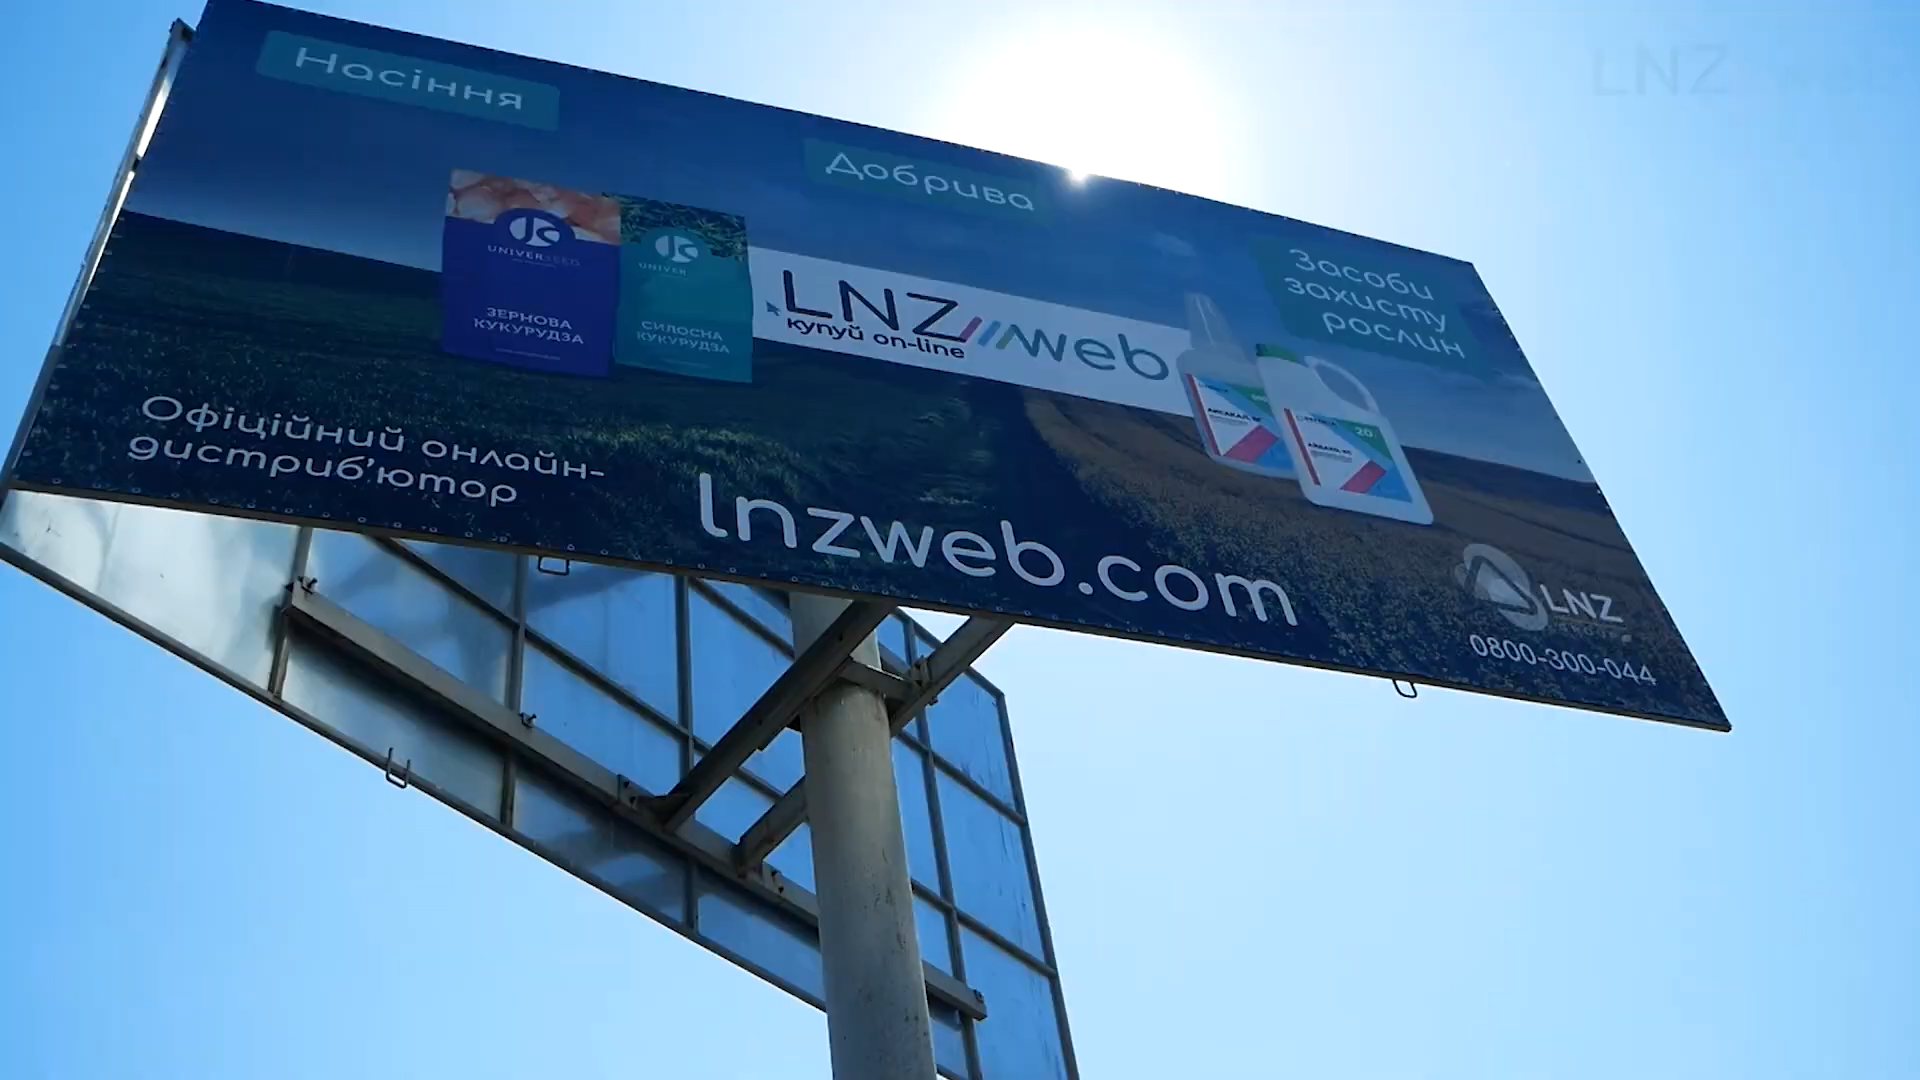 LNZ
Насіння
Добрива
Засоби
захисту
рослин
UNIVERSEED
ЗЕРНОВА
КУКУРУДЗА
UNIVER
СИЛОСНА
КУКУРУДЗА
LNZ web
купуй on-line
20
Офіційний онлайн-
дистриб'ютор
lnzweb.com
LNZ
0800-300-044